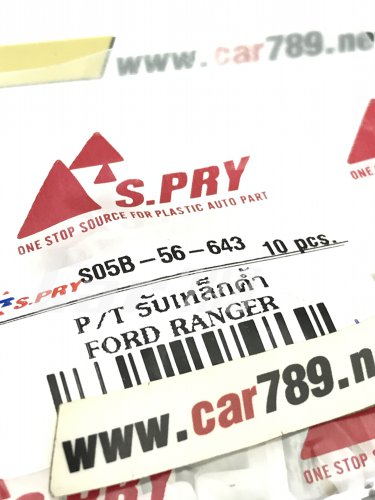 www.car789.ne
S.PRY
ONE STOP SOURCE FOR PLASTIC AUTO PART
S05B-56-643 10 pcs.
S.PRY
P/T รับเหล็กค้ำ
FORD RANGER
www.car789.n
ONE STOP SOURCE